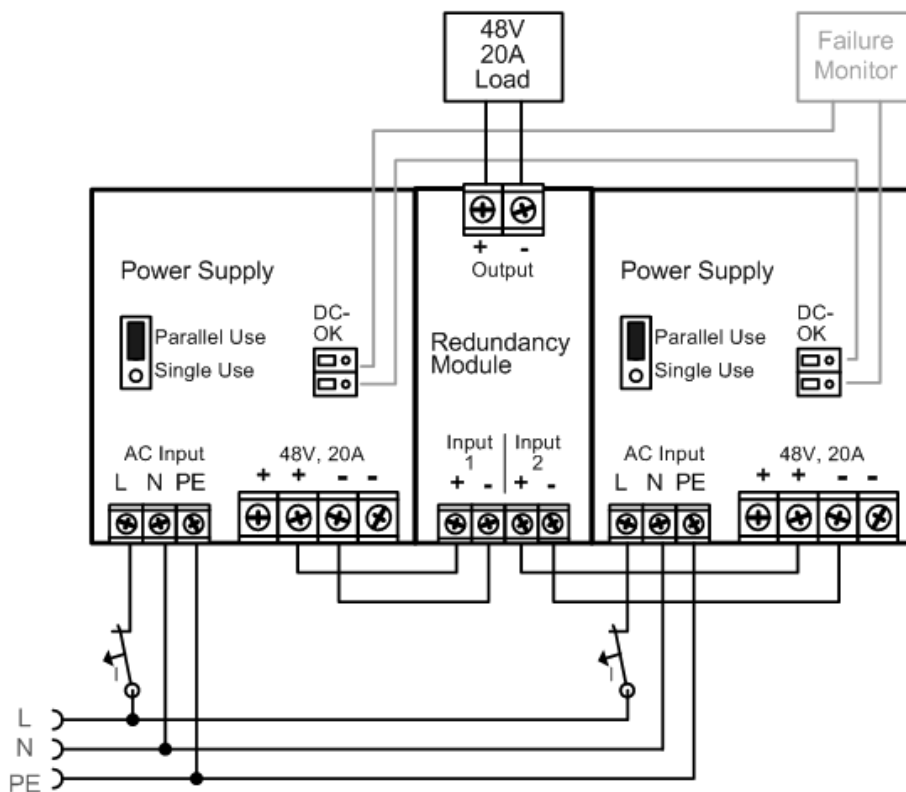 48V
20A
Load
Failure
Monitor
+ -
Output
Power Supply
Parallel Use
Single Use
DC-
OK
AC Input
L N PE
48V, 20A
+ + - -
Redundancy
Module
Input
1
Input
2
+ - + -
Power Supply
Parallel Use
Single Use
DC-
OK
AC Input
L N PE
48V, 20A
+ + - -
I
I
L
N
PE